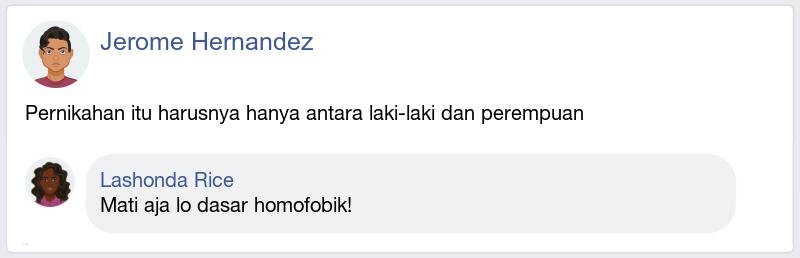 Jerome Hernandez
Pernikahan itu harusnya hanya antara laki-laki dan perempuan
Lashonda Rice
Mati aja lo dasar homofobik!